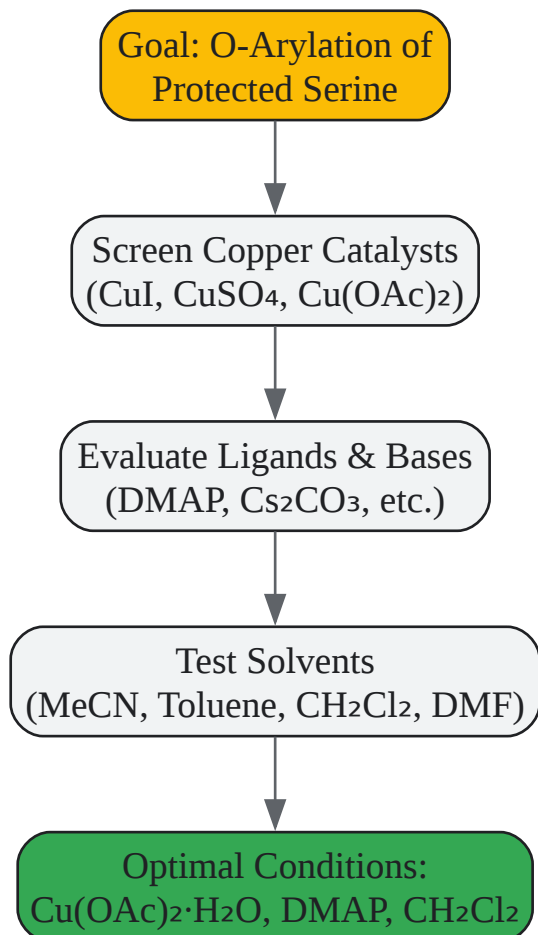 Goal: O-Arylation of
Protected Serine
Screen Copper Catalysts
(CuI, CuSO₄, Cu(OAc)₂)
Evaluate Ligands & Bases
(DMAP, Cs₂CO₃, etc.)
Test Solvents
(MeCN, Toluene, CH₂Cl₂, DMF)
Optimal Conditions:
Cu(OAc)₂·H₂O, DMAP, CH₂Cl₂